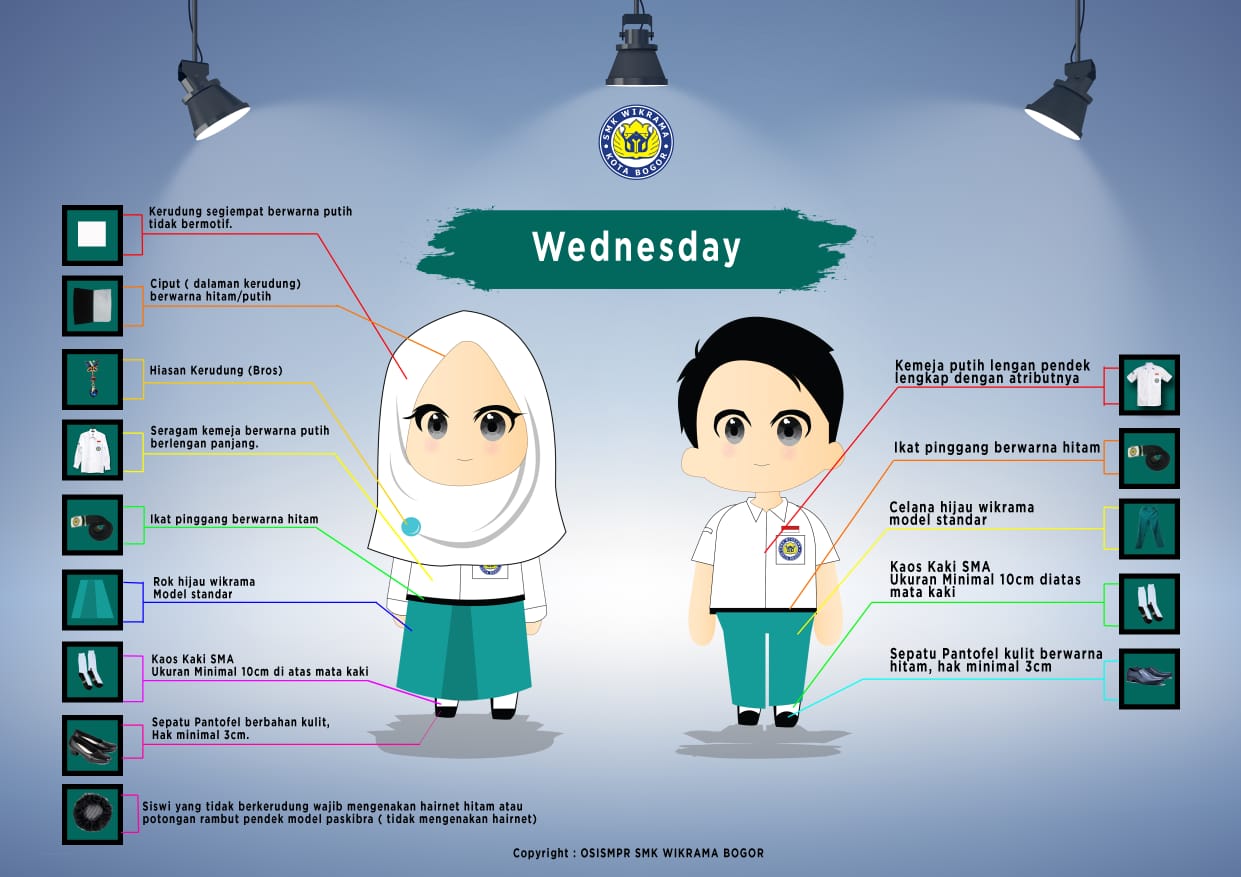 SMK WIKRAMA
KOTA BOGOR
Wednesday
Kerudung segiempat berwarna putih
tidak bermotif.
Ciput ( dalaman kerudung)
berwarna hitam/putih
Hiasan Kerudung (Bros)
Seragam kemeja berwarna putih
berlengan panjang.
Ikat pinggang berwarna hitam
Rok hijau wikrama
Model standar
Kaos Kaki SMA
Ukuran Minimal 10cm di atas mata kaki
Sepatu Pantofel berbahan kulit,
Hak minimal 3cm.
Siswi yang tidak berkerudung wajib mengenakan hairnet hitam atau
potongan rambut pendek model paskibra ( tidak mengenakan hairnet)
Kemeja putih lengan pendek
lengkap dengan atributnya
Ikat pinggang berwarna hitam
Celana hijau wikrama
model standar
Kaos Kaki SMA
Ukuran Minimal 10cm diatas
mata kaki
Sepatu Pantofel kulit berwarna
hitam, hak minimal 3cm
Copyright : OSISMPR SMK WIKRAMA BOGOR